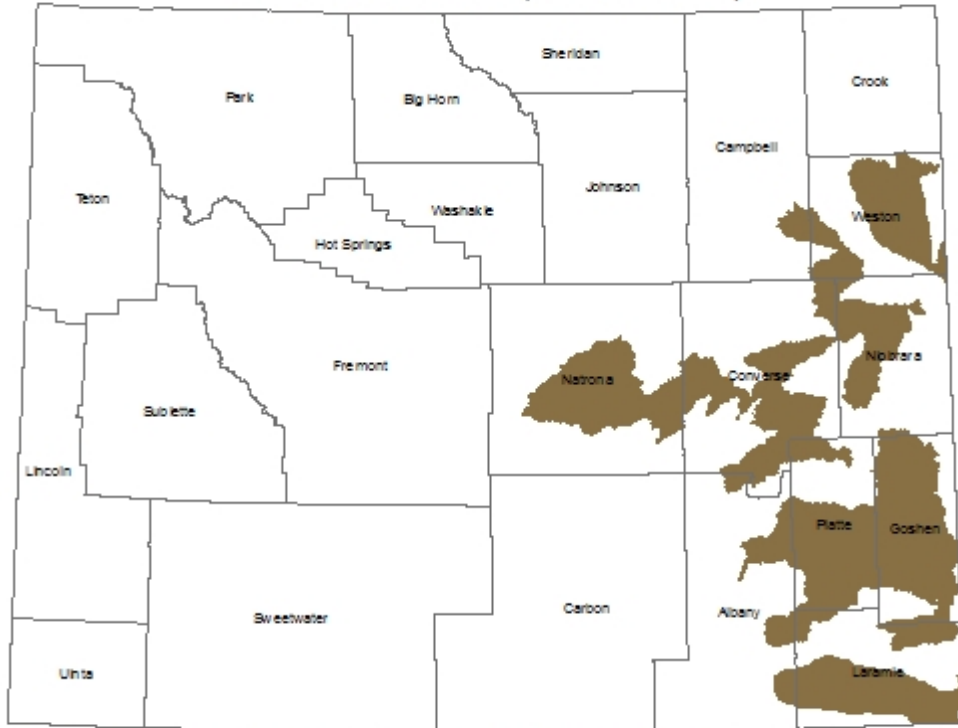 Sheridan
Crook
Park
Big Horn
Campbell
Johnson
Teton
Washakie
Weston
Hot Springs
Fremont
Niobrara
Converse
Natrona
Sublette
Lincoln
Platte
Goshen
Carbon
Albany
Sweetwater
Uinta
Laramie